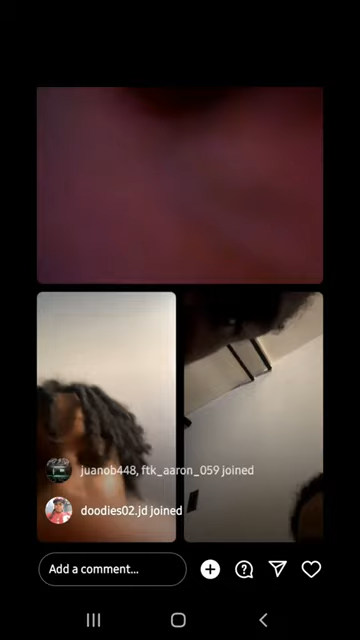 juanob448, ftk_aaron_059 joined
doodies02.jd joined
Add a comment...